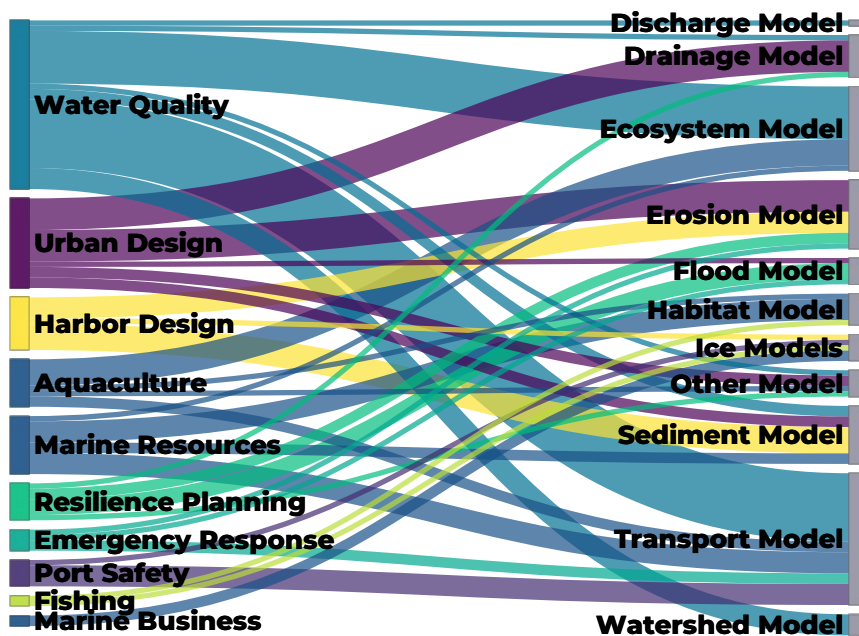 Water Quality
Urban Design
Harbor Design
Aquaculture
Marine Resources
Resilience Planning
Emergency Response
Port Safety
Fishing
Marine Business
Discharge Model
Drainage Model
Ecosystem Model
Erosion Model
Flood Model
Habitat Model
Ice Models
Other Model
Sediment Model
Transport Model
Watershed Model